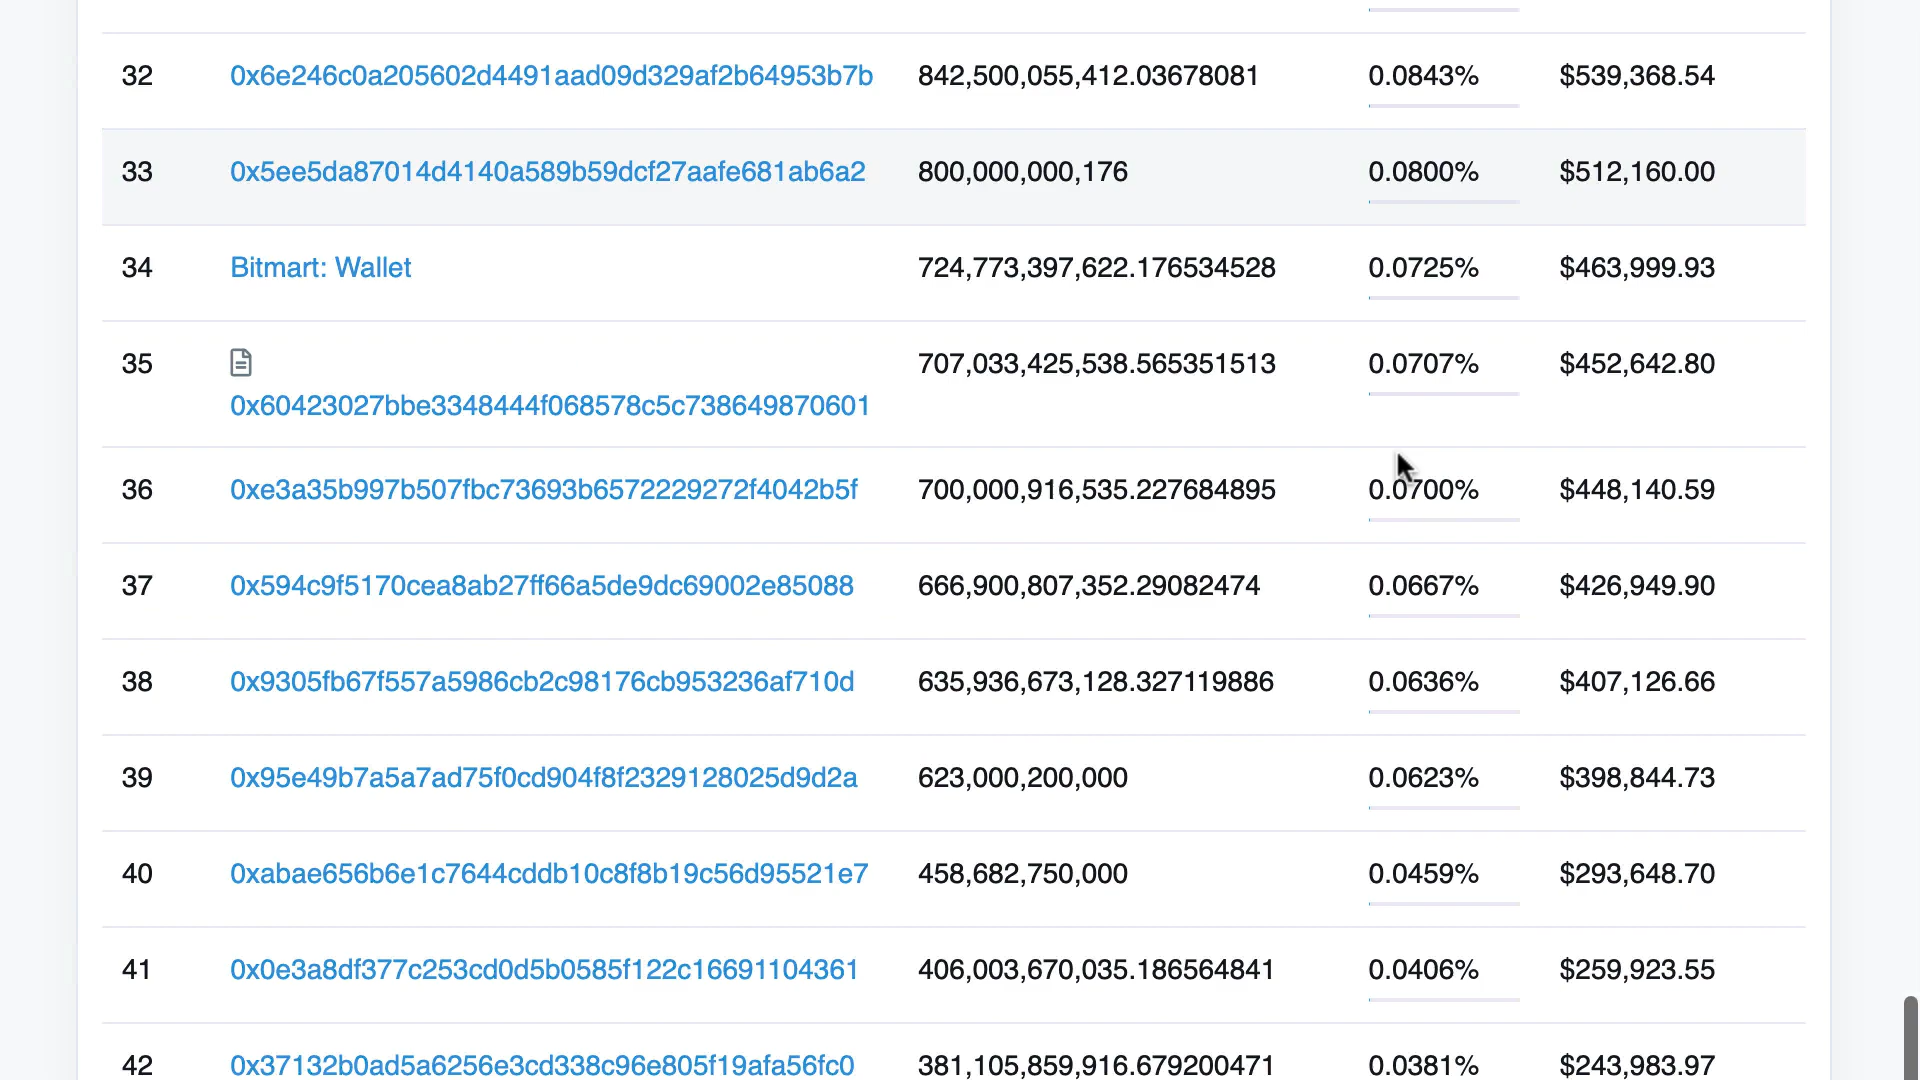 32 0x6e246c0a205602d4491aad09d329af2b64953b7b 842,500,055,412.03678081 0.0843% $539,368.54
33 0x5ee5da87014d4140a589b59dcf27aafe681ab6a2 800,000,000,176 0.0800% $512,160.00
34 Bitmart: Wallet 724,773,397,622.176534528 0.0725% $463,999.93
35 707,033,425,538.565351513 0.0707% $452,642.80
0x60423027bbe3348444f068578c5c738649870601
36 0xe3a35b997b507fbc73693b6572229272f4042b5f 700,000,916,535.227684895 0.0700% $448,140.59
37 0x594c9f5170cea8ab27ff66a5de9dc69002e85088 666,900,807,352.29082474 0.0667% $426,949.90
38 0x9305fb67f557a5986cb2c98176cb953236af710d 635,936,673,128.327119886 0.0636% $407,126.66
39 0x95e49b7a5a7ad75f0cd904f8f2329128025d9d2a 623,000,200,000 0.0623% $398,844.73
40 0xabae656b6e1c7644cddb10c8f8b19c56d95521e7 458,682,750,000 0.0459% $293,648.70
41 0x0e3a8df377c253cd0d5b0585f122c16691104361 406,003,670,035.186564841 0.0406% $259,923.55
42 0x37132b0ad5a6256e3cd338c96e805f19afa56fc0 381,105,859,916.679200471 0.0381% $243,983.97